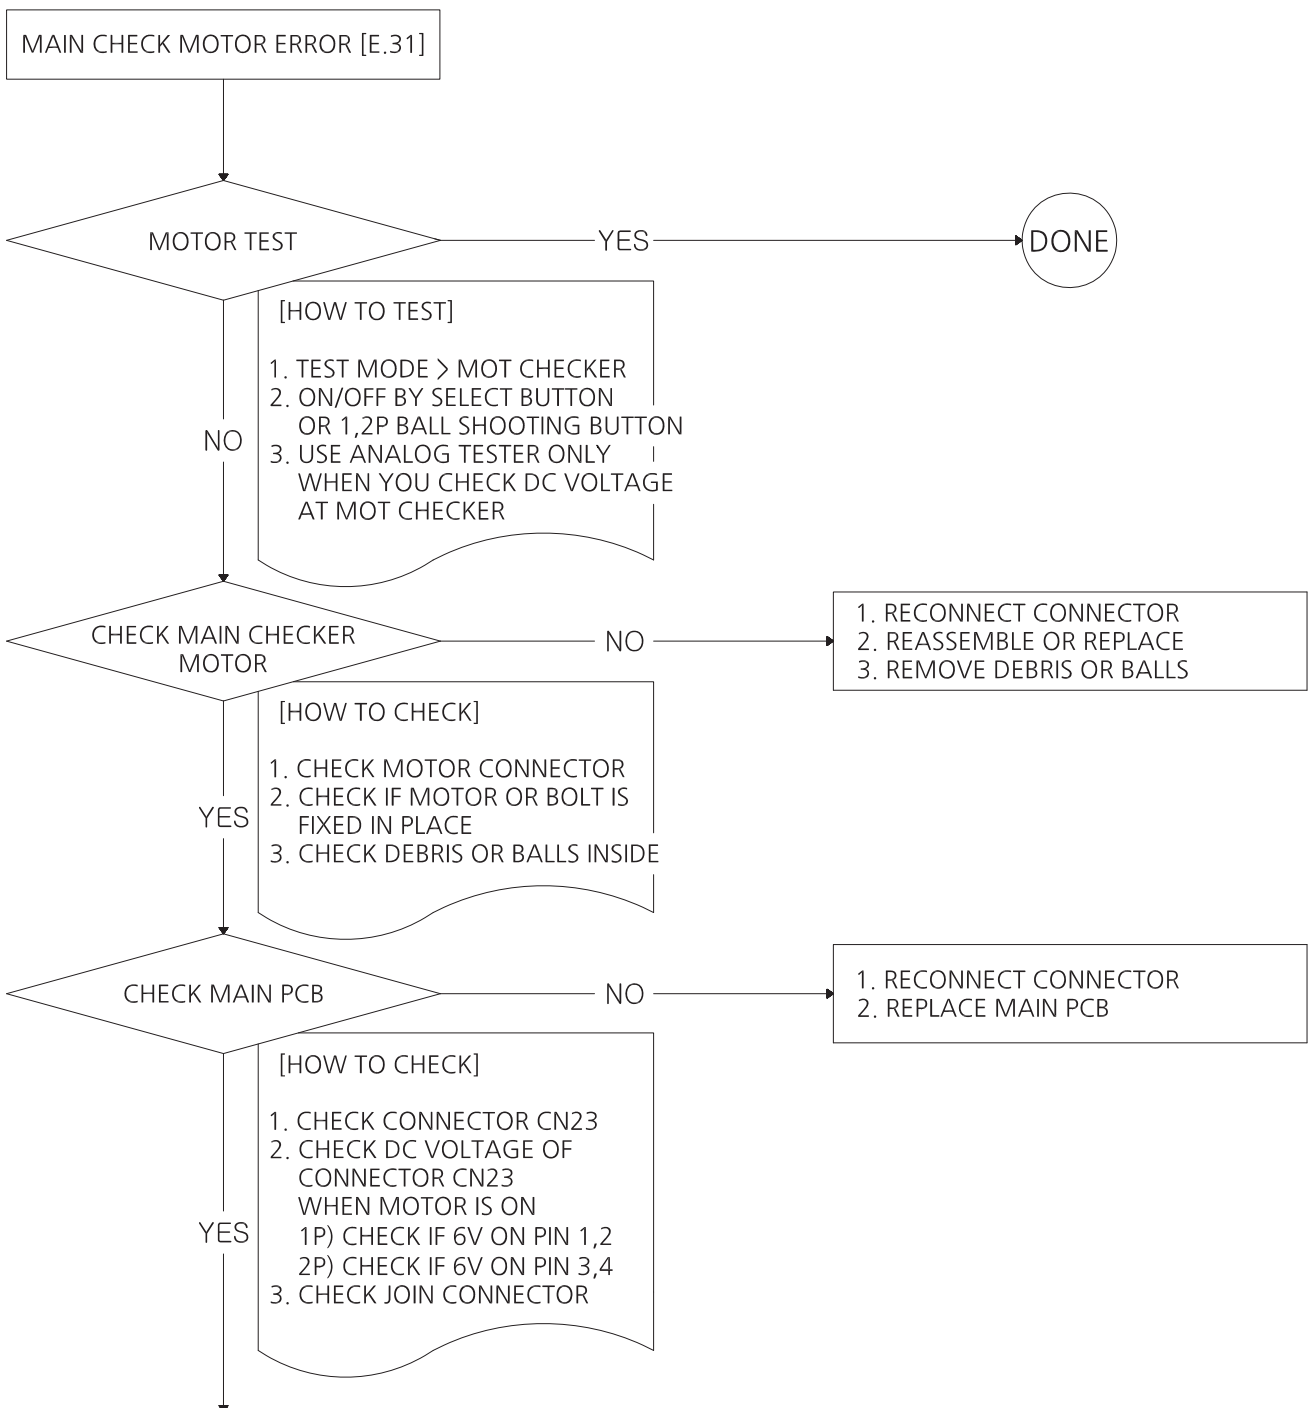 MAIN CHECK MOTOR ERROR [E.31]
MOTOR TEST
YES
DONE
[HOW TO TEST]
1. TEST MODE > MOT CHECKER
2. ON/OFF BY SELECT BUTTON
OR 1,2P BALL SHOOTING BUTTON
3. USE ANALOG TESTER ONLY
WHEN YOU CHECK DC VOLTAGE
AT MOT CHECKER
NO
CHECK MAIN CHECKER
MOTOR
NO
1. RECONNECT CONNECTOR
2. REASSEMBLE OR REPLACE
3. REMOVE DEBRIS OR BALLS
[HOW TO CHECK]
1. CHECK MOTOR CONNECTOR
2. CHECK IF MOTOR OR BOLT IS
FIXED IN PLACE
3. CHECK DEBRIS OR BALLS INSIDE
YES
CHECK MAIN PCB
NO
1. RECONNECT CONNECTOR
2. REPLACE MAIN PCB
[HOW TO CHECK]
1. CHECK CONNECTOR CN23
2. CHECK DC VOLTAGE OF
CONNECTOR CN23
WHEN MOTOR IS ON
1P) CHECK IF 6V ON PIN 1,2
2P) CHECK IF 6V ON PIN 3,4
3. CHECK JOIN CONNECTOR
YES